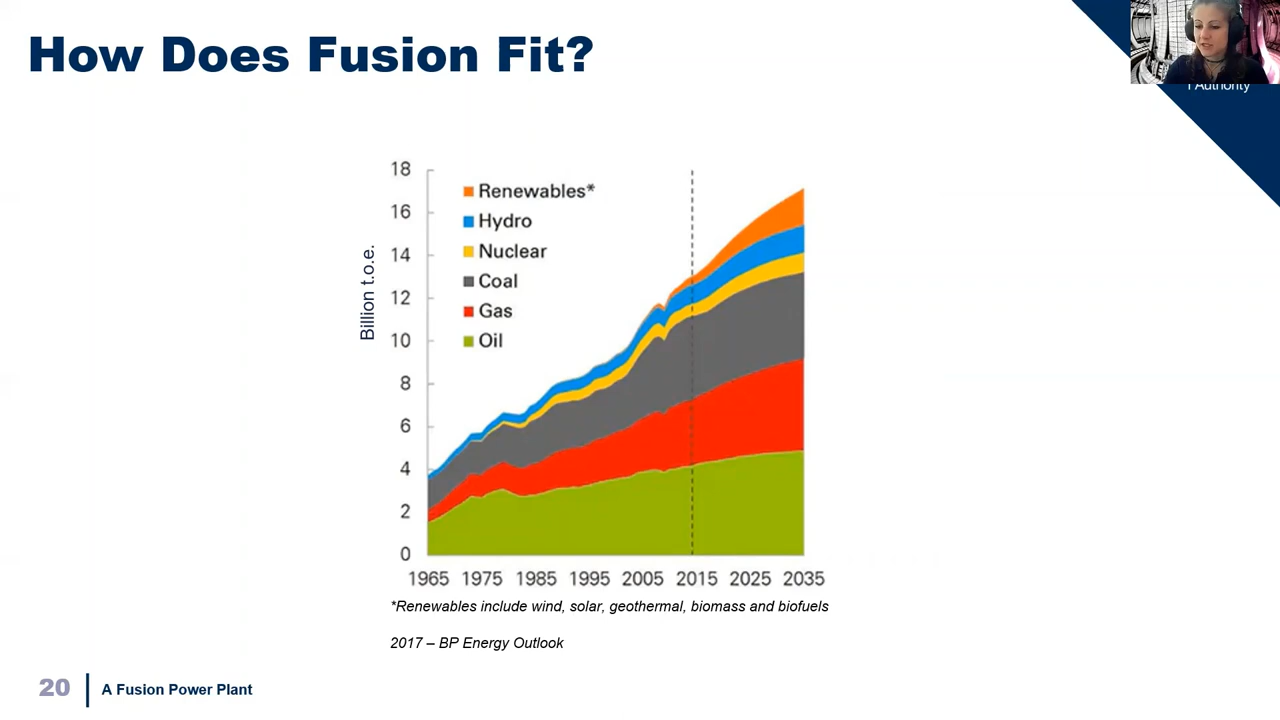 How Does Fusion Fit?
Authority
18
16
14
12
10
8
6
4
2
0
Billion t.o.e.
Renewables*
Hydro
Nuclear
Coal
Gas
Oil
1965 1975 1985 1995 2005 2015 2025 2035
*Renewables include wind, solar, geothermal, biomass and biofuels
2017 – BP Energy Outlook
20
A Fusion Power Plant